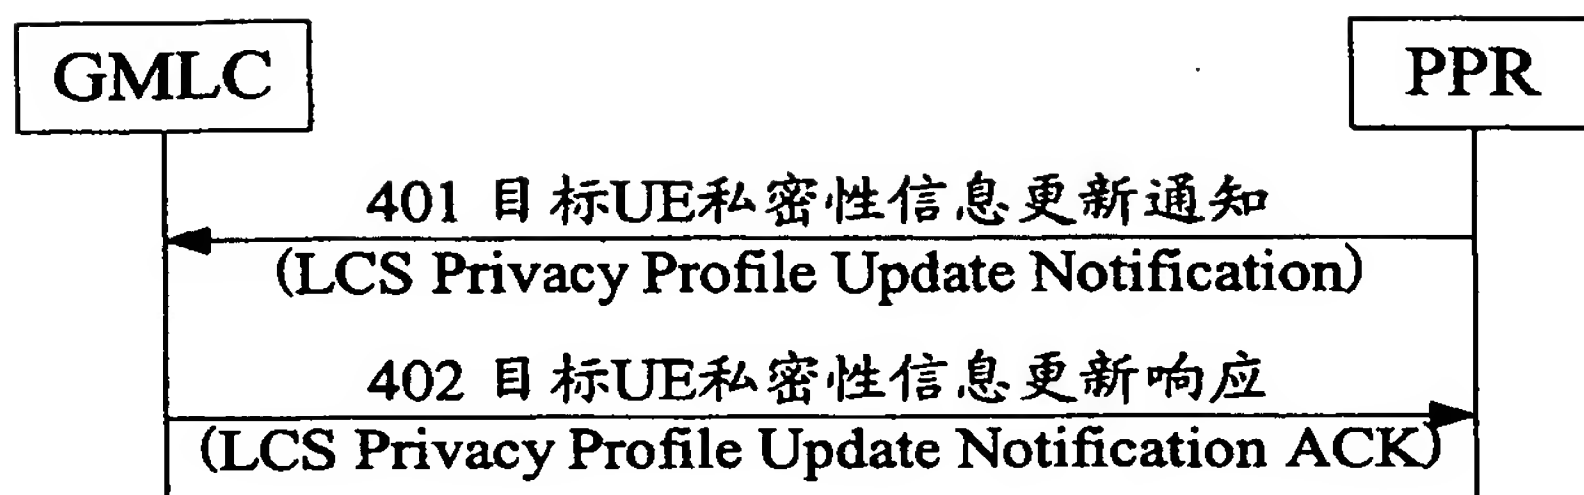 GMLC
PPR
401 目标UE私密性信息更新通知
(LCS Privacy Profile Update Notification)
402 目标UE私密性信息更新响应
(LCS Privacy Profile Update Notification ACK)